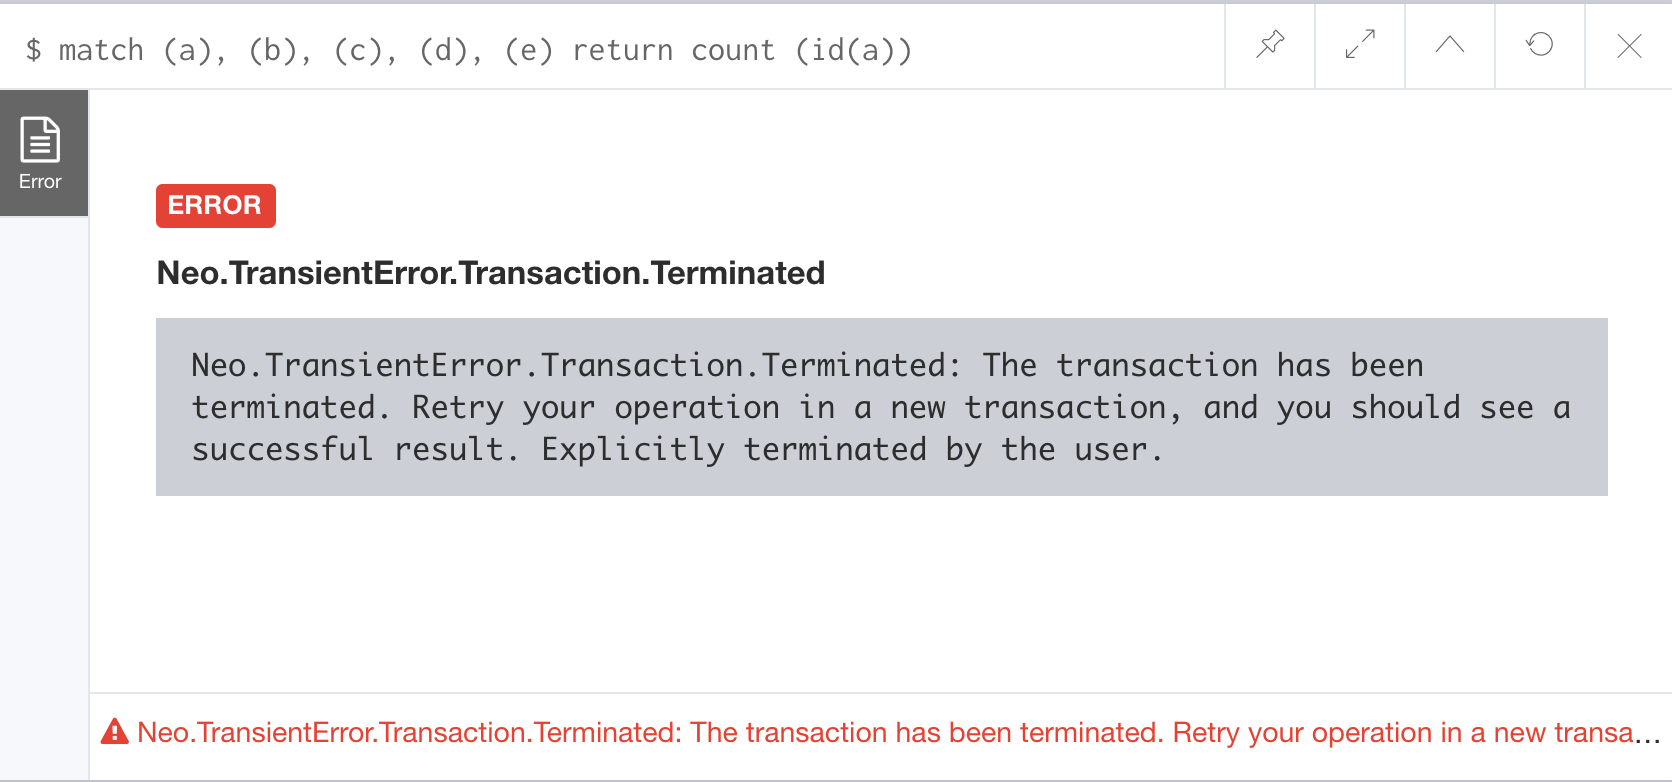 $ match (a), (b), (c), (d), (e) return count (id(a))
Error
ERROR
Neo.TransientError.Transaction.Terminated
Neo.TransientError.Transaction.Terminated: The transaction has been
terminated. Retry your operation in a new transaction, and you should see a
successful result. Explicitly terminated by the user.
Neo.TransientError.Transaction.Terminated: The transaction has been terminated. Retry your operation in a new transa...